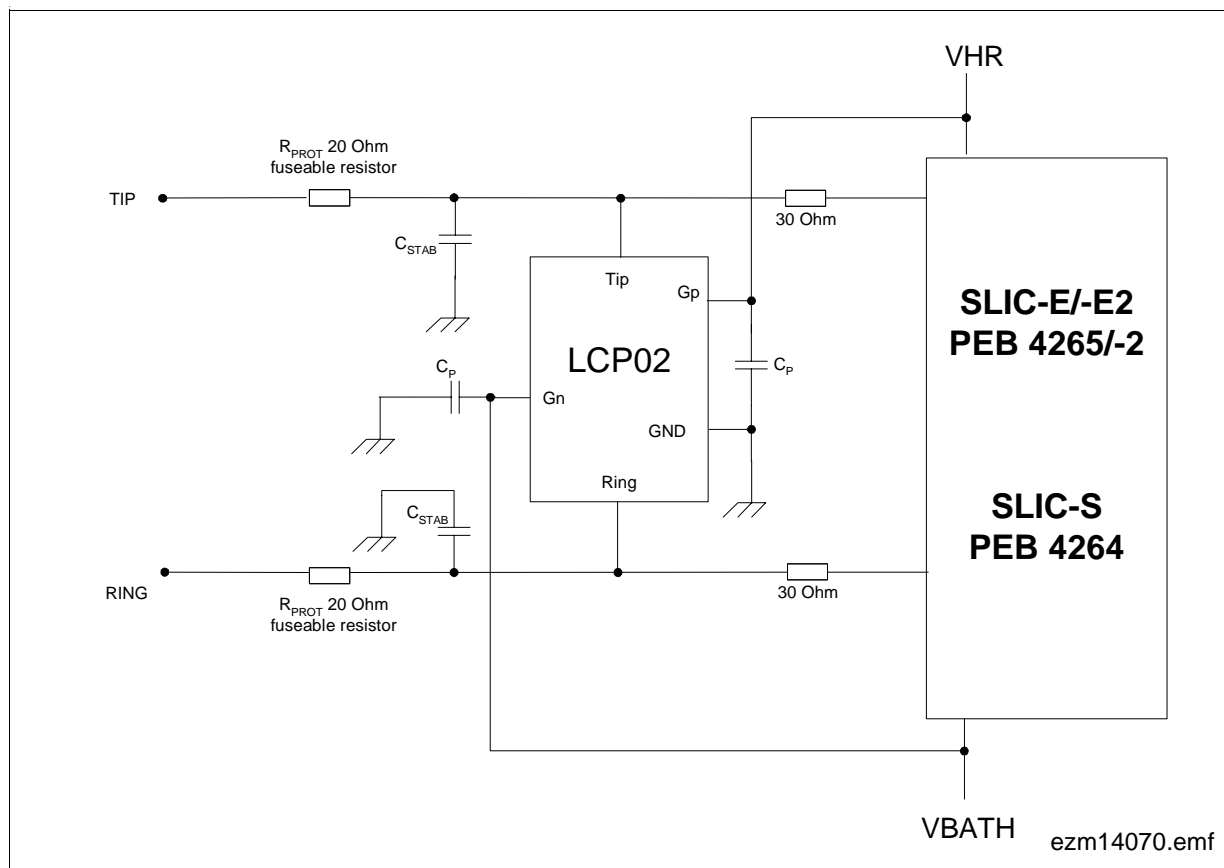 VHR
R_PROT 20 Ohm
fuseable resistor
TIP
30 Ohm
C_STAB
Tip
Gp
SLIC-E/-E2
PEB 4265/-2
LCP02
C_P
C_P
Gn
GND
Ring
SLIC-S
PEB 4264
C_STAB
RING
30 Ohm
R_PROT 20 Ohm
fuseable resistor
VBATH
ezm14070.emf